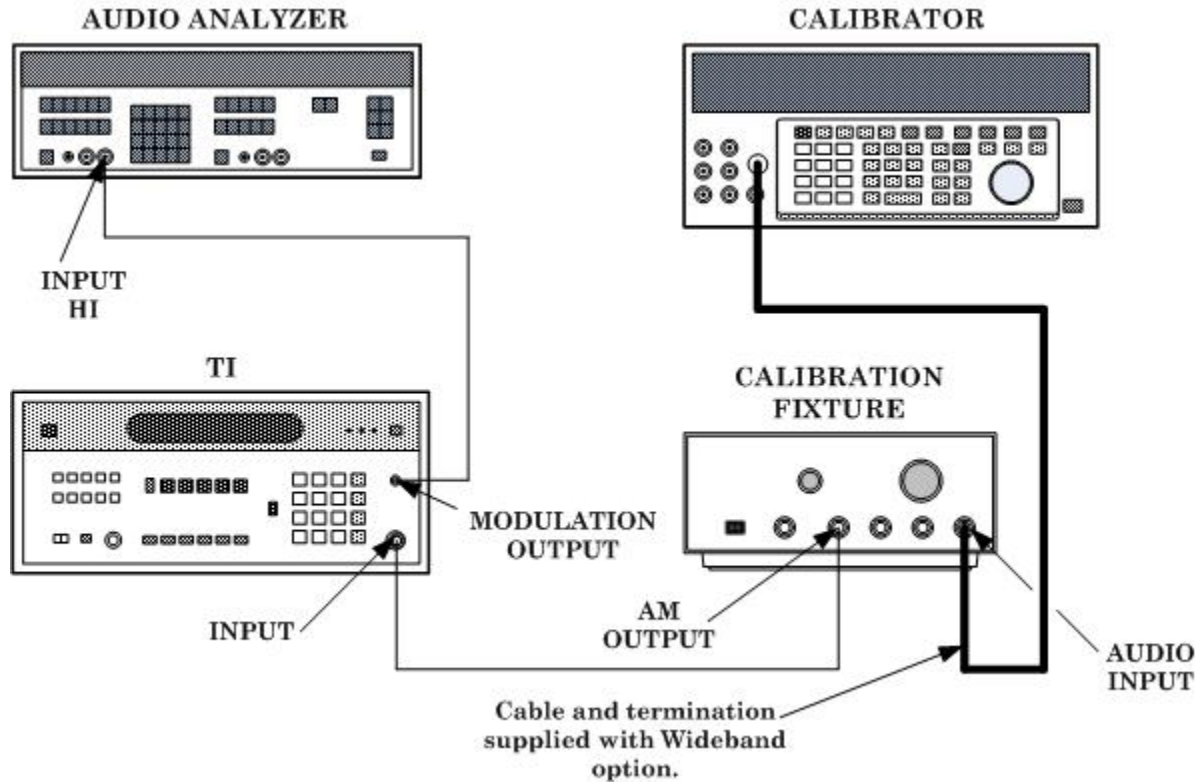 AUDIO ANALYZER
CALIBRATOR
INPUT
HI
TI
CALIBRATION
FIXTURE
MODULATION
OUTPUT
INPUT
AM
OUTPUT
AUDIO
INPUT
Cable and termination
supplied with Wideband
option.